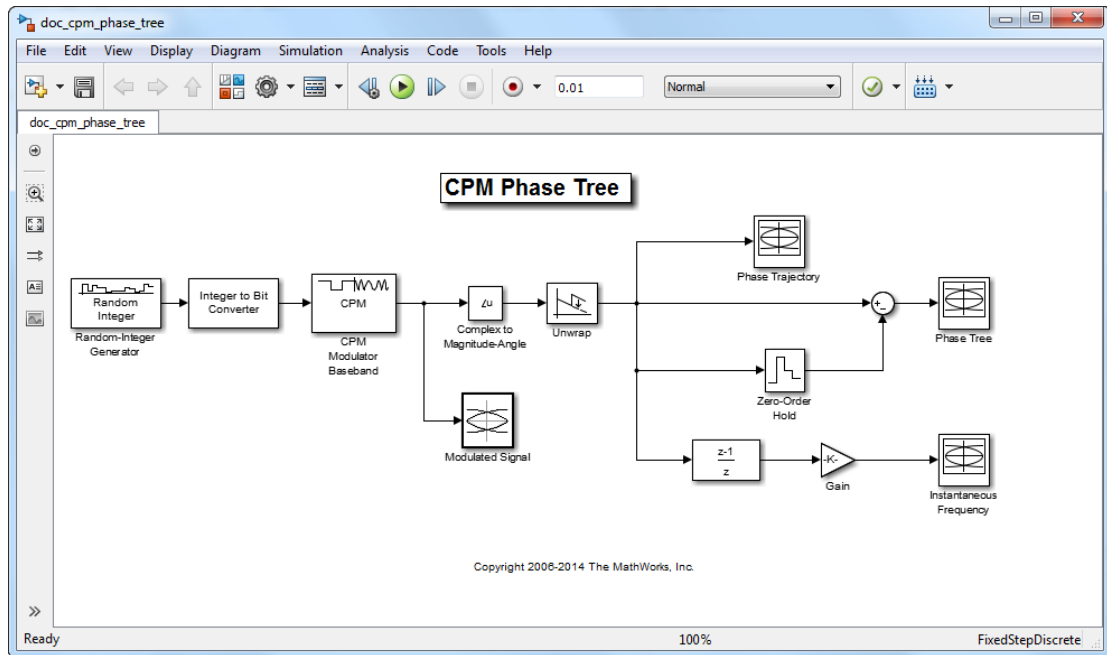 doc_cpm_phase_tree
File Edit View Display Diagram Simulation Analysis Code Tools Help
0.01 Normal
doc_cpm_phase_tree
CPM Phase Tree
Phase Trajectory
Random
Integer
Random-Integer
Generator
Integer to Bit
Converter
CPM
CPM
Modulator
Baseband
∠u
Complex to
Magnitude-Angle
Unwrap
+
-
Phase Tree
Zero-Order
Hold
Modulated Signal
z-1
z
-K-
Gain
Instantaneous
Frequency
Copyright 2006-2014 The MathWorks, Inc.
A
Ready 100% FixedStepDiscrete